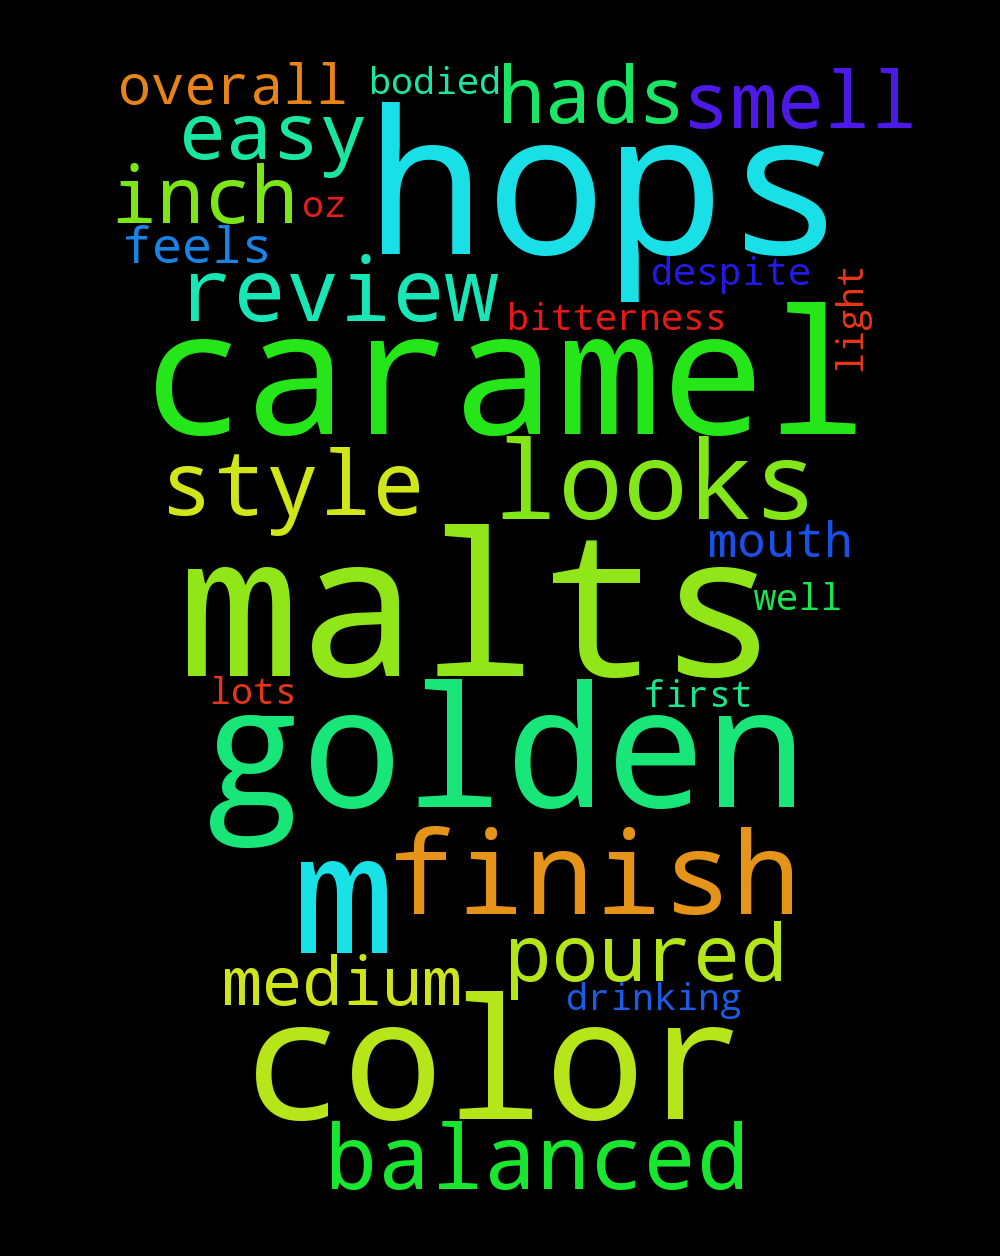 overall
bodied
hads
smell
easy
hops
inch
oz
feels
review
despite
bitterness
light
caramel
style
looks
mouth
malts
well
lots
first
golden
m
finish
poured
medium
drinking
color
balanced